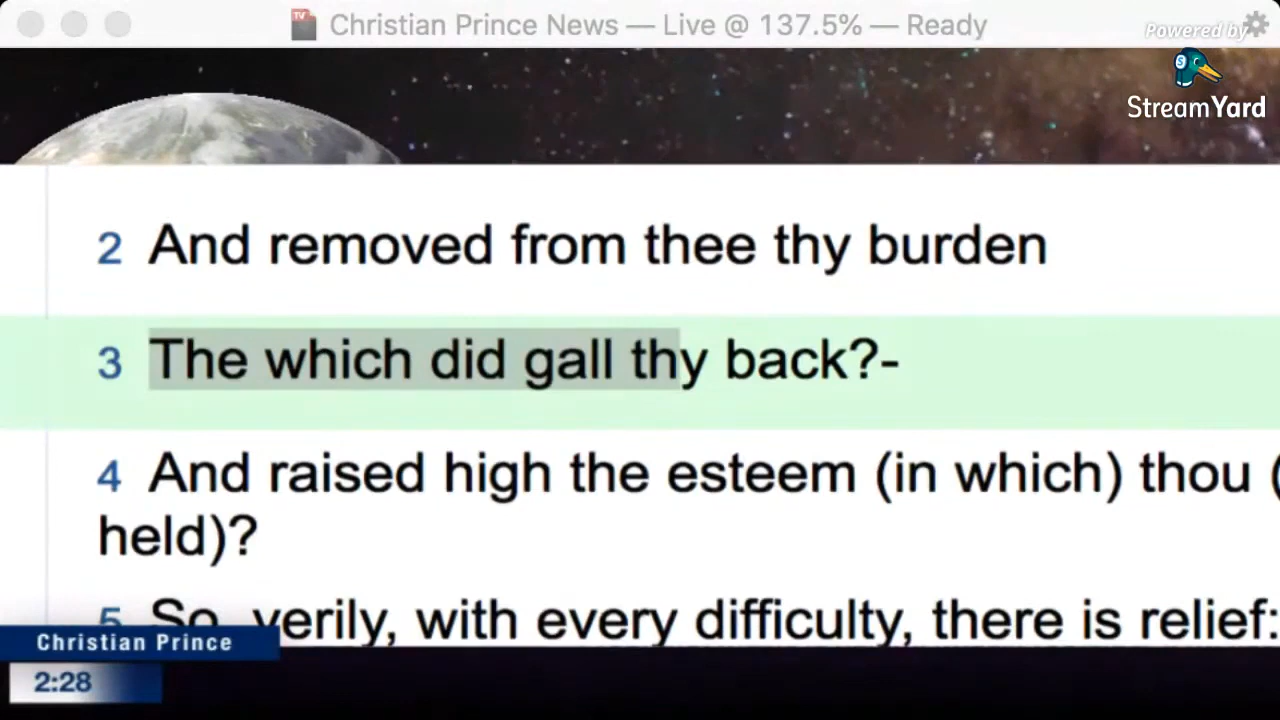 Christian Prince News — Live @ 137.5% — Ready
Powered by
StreamYard
2 And removed from thee thy burden
3 The which did gall thy back?-
4 And raised high the esteem (in which) thou (
held)?
5 So, verily, with every difficulty, there is relief:
Christian Prince
2:28